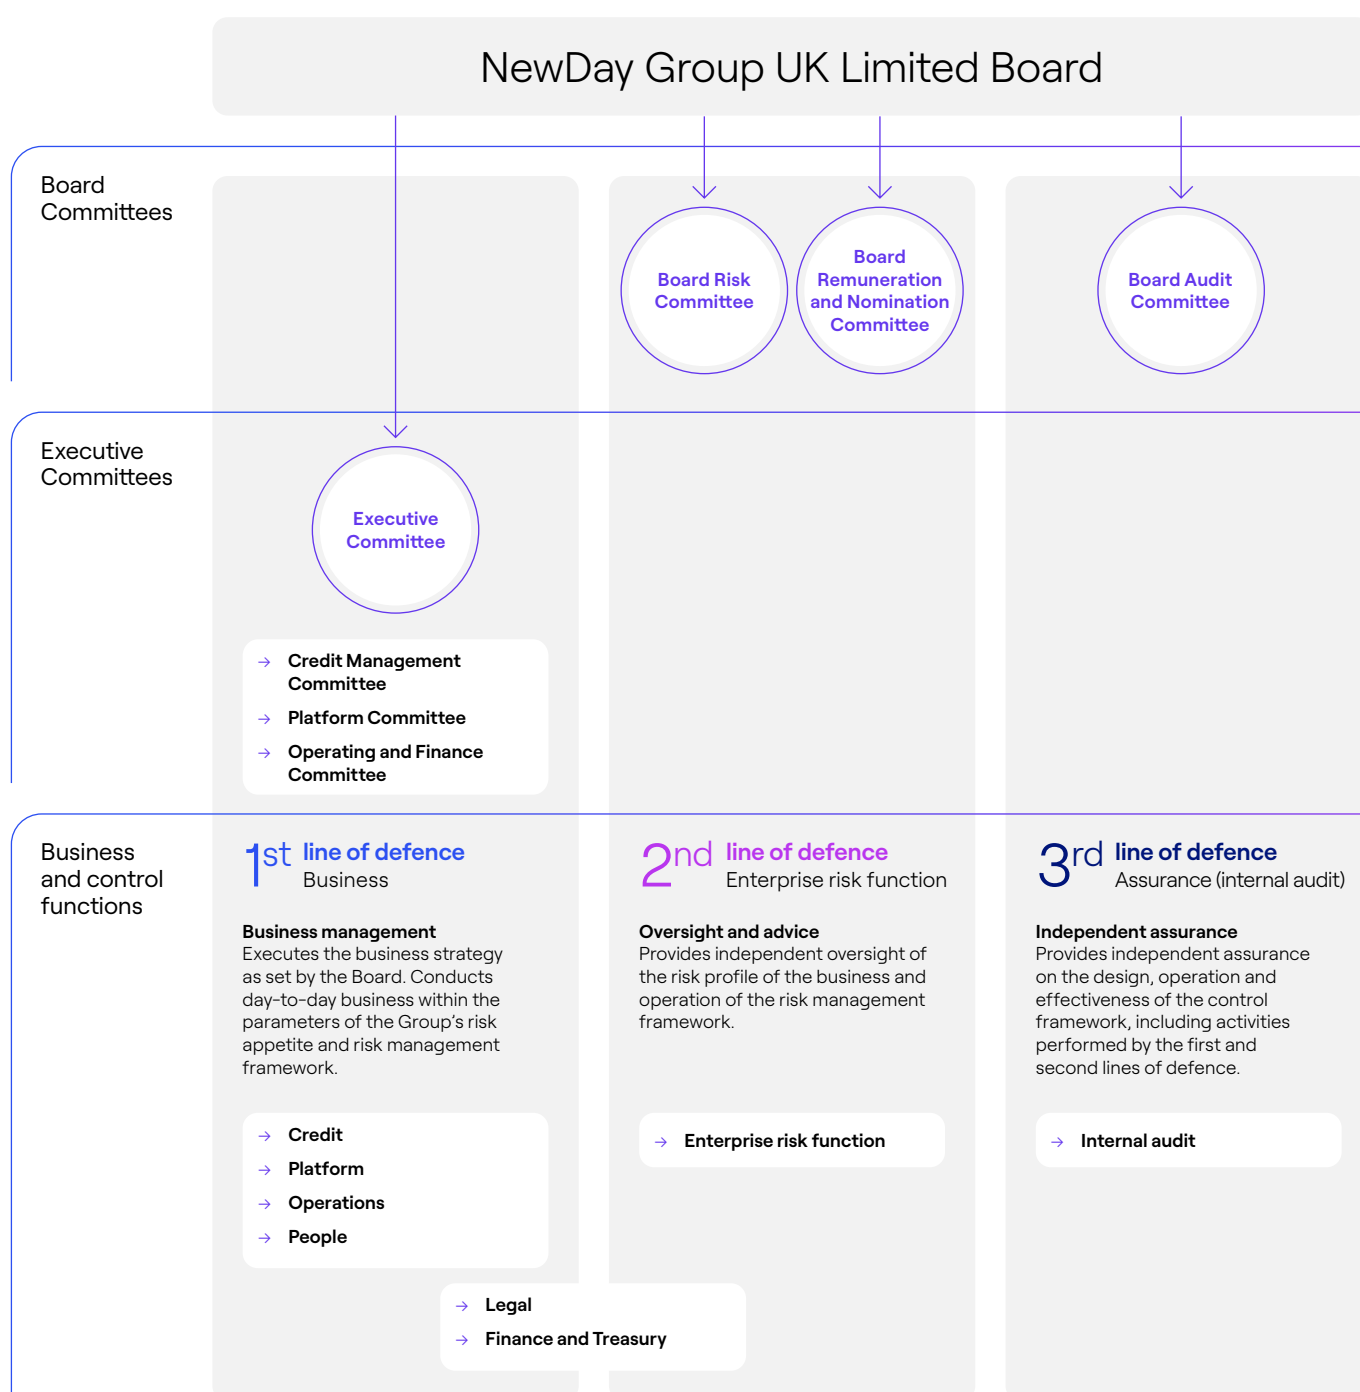 NewDay Group UK Limited Board
Board
Committees
Board Risk
Committee
Board
Remuneration
and Nomination
Committee
Board Audit
Committee
Executive
Committees
Executive
Committee
Credit Management
Committee
Platform Committee
Operating and Finance
Committee
Business
and control
functions
1st line of defence
Business
Business management
Executes the business strategy
as set by the Board. Conducts
day-to-day business within the
parameters of the Group’s risk
appetite and risk management
framework.
Credit
Platform
Operations
People
2nd line of defence
Enterprise risk function
Oversight and advice
Provides independent oversight of
the risk profile of the business and
operation of the risk management
framework.
Enterprise risk function
3rd line of defence
Assurance (internal audit)
Independent assurance
Provides independent assurance
on the design, operation and
effectiveness of the control
framework, including activities
performed by the first and
second lines of defence.
Internal audit
Legal
Finance and Treasury